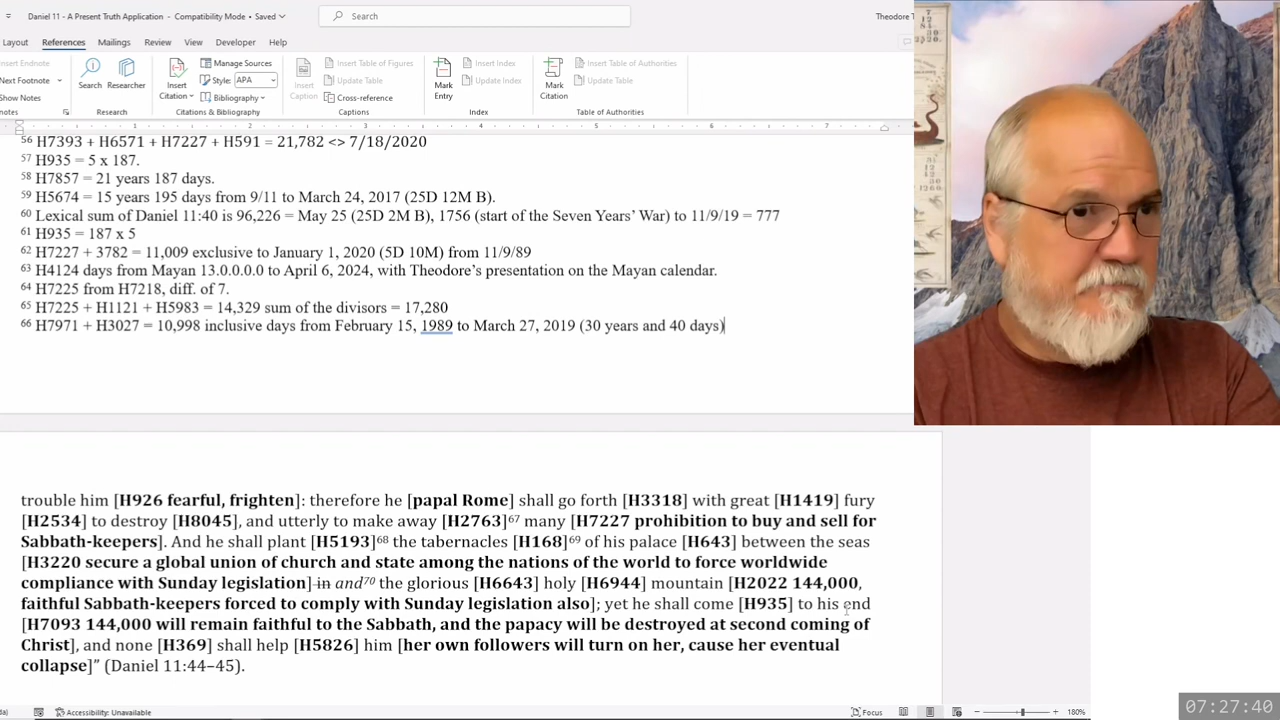 Daniel 11 - A Present Truth Application - Compatibility Mode • Saved
Search
Theodore T
Layout References Mailings Review View Developer Help
Insert Endnote
Next Footnote
Show Notes
Search
Researcher
Research
Insert Citation
Manage Sources
Style: APA
Bibliography
Citations & Bibliography
Insert Caption
Insert Table of Figures
Update Table
Cross-reference
Captions
Mark Entry
Insert Index
Update Index
Index
Mark Citation
Insert Table of Authorities
Update Table
Table of Authorities
1 2 3 4 5 6 7
56 H7393 + H6571 + H7227 + H591 = 21,782 <> 7/18/2020
57 H935 = 5 x 187.
58 H7857 = 21 years 187 days.
59 H5674 = 15 years 195 days from 9/11 to March 24, 2017 (25D 12M B).
60 Lexical sum of Daniel 11:40 is 96,226 = May 25 (25D 2M B), 1756 (start of the Seven Years’ War) to 11/9/19 = 777
61 H935 = 187 x 5
62 H7227 + 3782 = 11,009 exclusive to January 1, 2020 (5D 10M) from 11/9/89
63 H4124 days from Mayan 13.0.0.0.0 to April 6, 2024, with Theodore’s presentation on the Mayan calendar.
64 H7225 from H7218, diff. of 7.
65 H7225 + H1121 + H5983 = 14,329 sum of the divisors = 17,280
66 H7971 + H3027 = 10,998 inclusive days from February 15, 1989 to March 27, 2019 (30 years and 40 days)
trouble him [H926 fearful, frighten]: therefore he [papal Rome] shall go forth [H3318] with great [H1419] fury
[H2534] to destroy [H8045], and utterly to make away [H2763]67 many [H7227 prohibition to buy and sell for
Sabbath-keepers]. And he shall plant [H5193]68 the tabernacles [H168]69 of his palace [H643] between the seas
[H3220 secure a global union of church and state among the nations of the world to force worldwide
compliance with Sunday legislation] in and70 the glorious [H6643] holy [H6944] mountain [H2022 144,000,
faithful Sabbath-keepers forced to comply with Sunday legislation also]; yet he shall come [H935] to his end
[H7093 144,000 will remain faithful to the Sabbath, and the papacy will be destroyed at second coming of
Christ], and none [H369] shall help [H5826] him [her own followers will turn on her, cause her eventual
collapse]” (Daniel 11:44–45).
Accessibility: Unavailable
Focus
180%
07:27:40